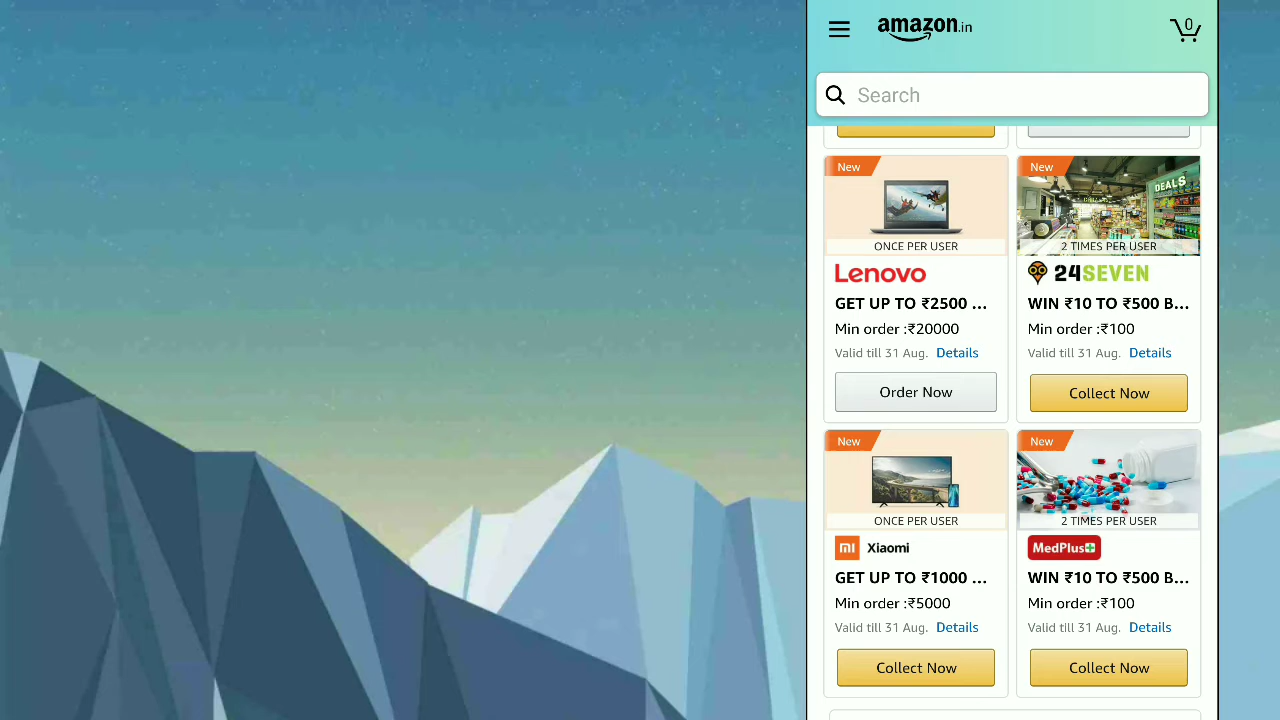 amazon.in
0
Search
New
ONCE PER USER
Lenovo
GET UP TO ₹2500 ...
Min order :₹20000
Valid till 31 Aug. Details
Order Now
New
DEALS
2 TIMES PER USER
24SEVEN
WIN ₹10 TO ₹500 B...
Min order :₹100
Valid till 31 Aug. Details
Collect Now
New
ONCE PER USER
mi Xiaomi
GET UP TO ₹1000 ...
Min order :₹5000
Valid till 31 Aug. Details
Collect Now
New
2 TIMES PER USER
MedPlus
WIN ₹10 TO ₹500 B...
Min order :₹100
Valid till 31 Aug. Details
Collect Now